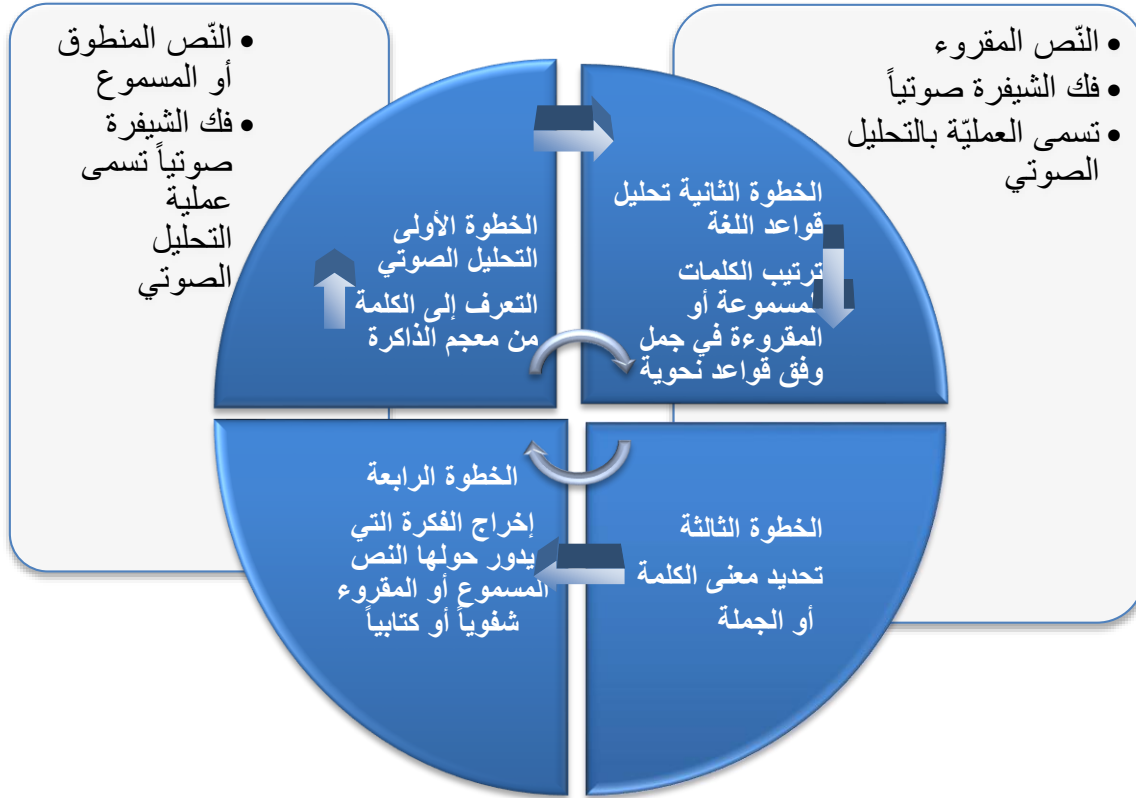 النّص المقروء
فك الشيفرة صوتياً
تسمى العمليّة بالتحليل
الصوتي
النّص المنطوق
أو المسموع
فك الشيفرة
صوتياً تسمى
عملية
التحليل
الصوتي
الخطوة الأولى
التحليل الصوتي
التعرف إلى الكلمة
من معجم الذاكرة
الخطوة الثانية تحليل
قواعد اللغة
ترتيب الكلمات
المسموعة أو
المقروءة في جمل
وفق قواعد نحوية
الخطوة الثالثة
تحديد معنى الكلمة
أو الجملة
الخطوة الرابعة
إخراج الفكرة التي
يدور حولها النص
المسموع أو المقروء
شفوياً أو كتابياً